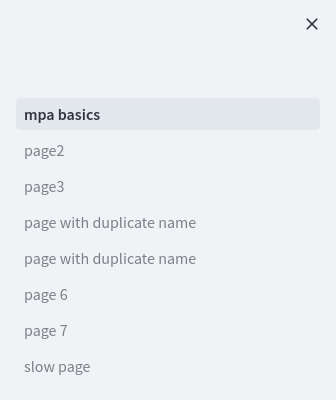 mpa basics
page2
page3
page with duplicate name
page with duplicate name
page 6
page 7
slow page